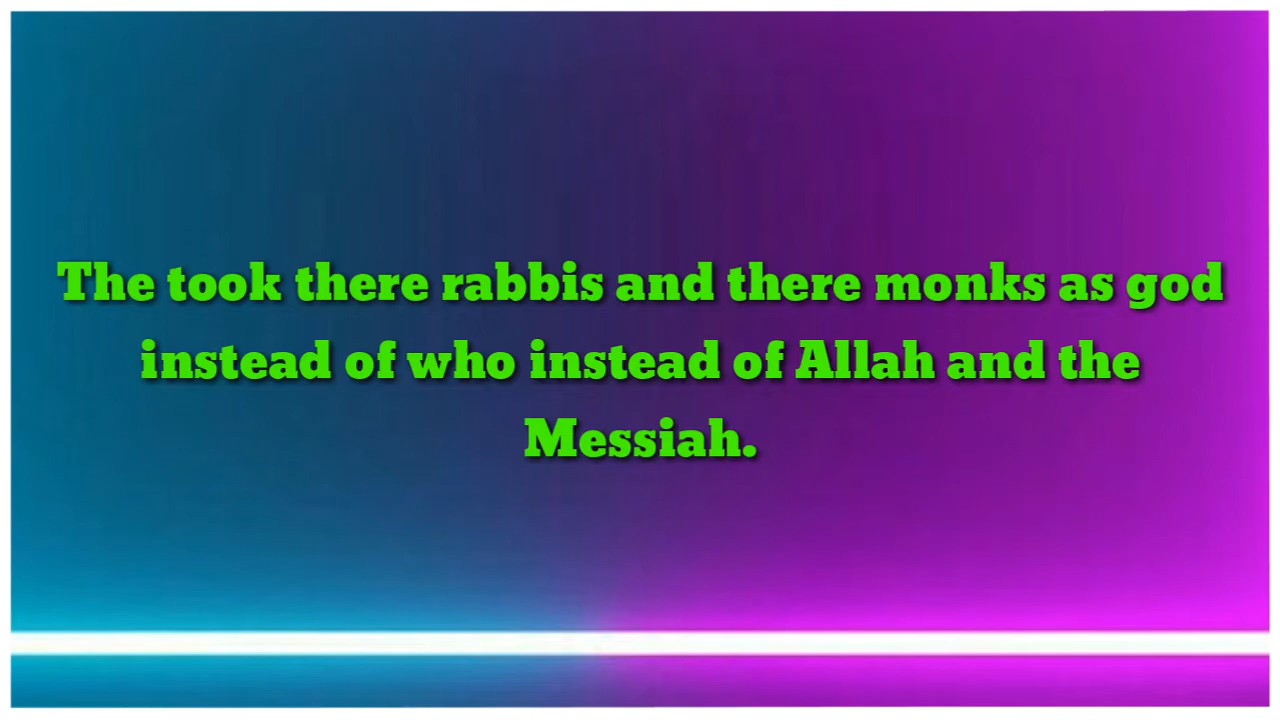 The took there rabbis and there monks as god
instead of who instead of Allah and the
Messiah.